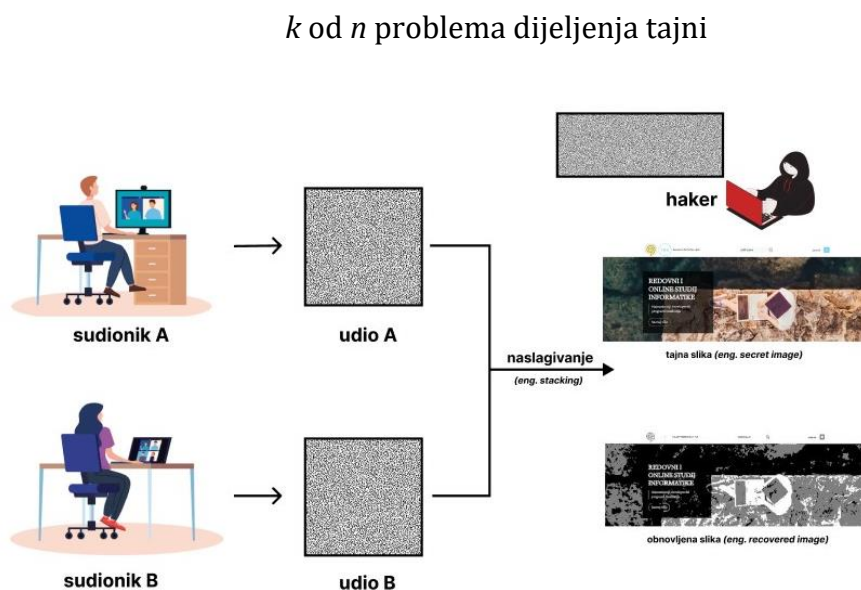 k od n problema dijeljenja tajni
haker
sudionik A
udio A
naslagivanje
(eng. stacking)
REDOVNI I
ONLINE STUDIJ
INFORMATIKE
tajna slika (eng. secret image)
sudionik B
udio B
REDOVNI I
ONLINE STUDIJ
INFORMATIKE
obnovljena slika (eng. recovered image)